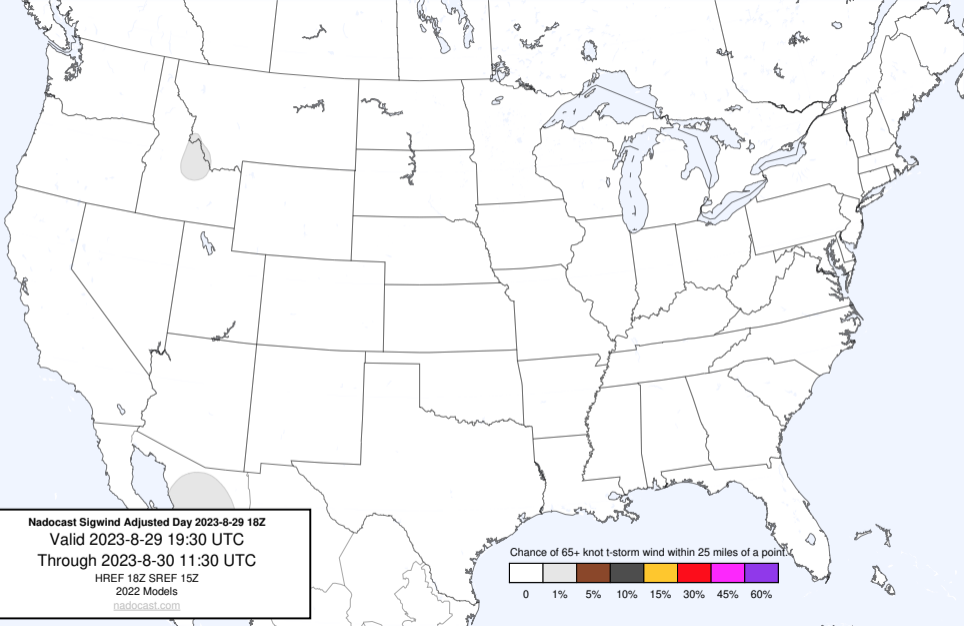 Nadocast Sigwind Adjusted Day 2023-8-29 18Z
Valid 2023-8-29 19:30 UTC
Through 2023-8-30 11:30 UTC
HREF 18Z SREF 15Z
2022 Models
nadocast.com
Chance of 65+ knot t-storm wind within 25 miles of a point.
0 1% 5% 10% 15% 30% 45% 60%